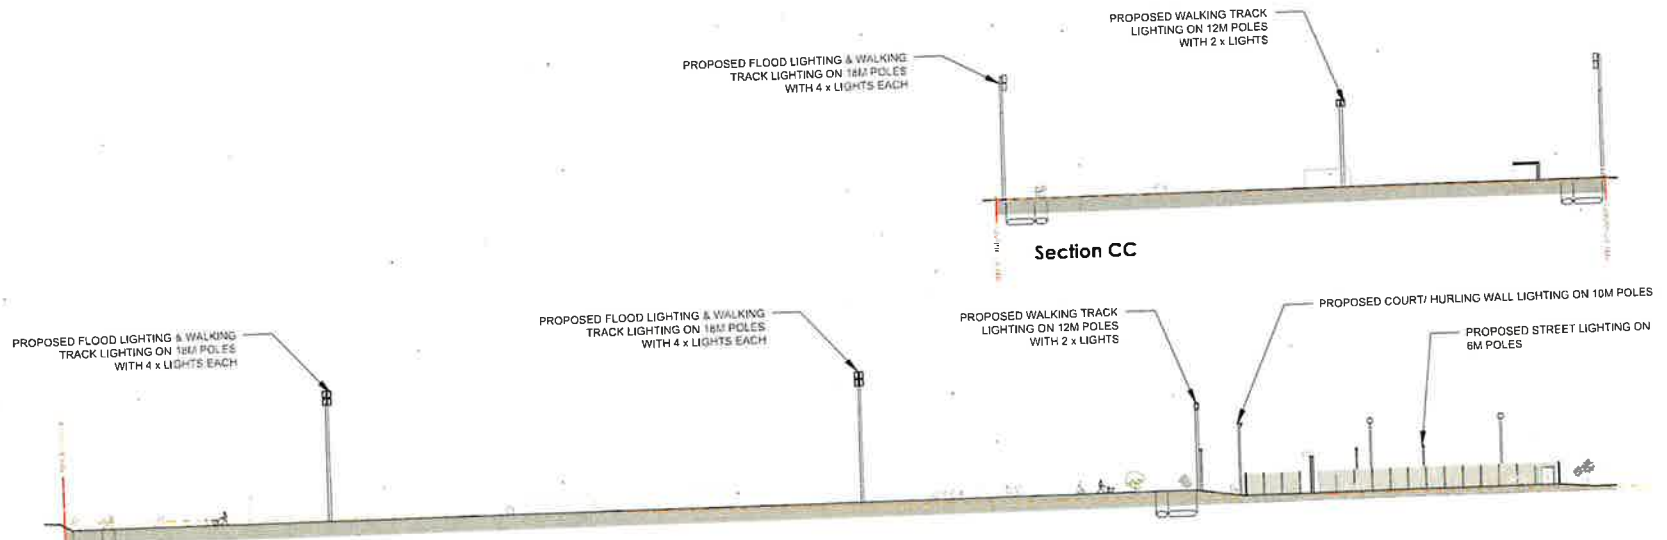 PROPOSED WALKING TRACK
LIGHTING ON 12M POLES
WITH 2 x LIGHTS
PROPOSED FLOOD LIGHTING & WALKING
TRACK LIGHTING ON 18M POLES
WITH 4 x LIGHTS EACH
Section CC
PROPOSED FLOOD LIGHTING & WALKING
TRACK LIGHTING ON 18M POLES
WITH 4 x LIGHTS EACH
PROPOSED FLOOD LIGHTING & WALKING
TRACK LIGHTING ON 18M POLES
WITH 4 x LIGHTS EACH
PROPOSED WALKING TRACK
LIGHTING ON 12M POLES
WITH 2 x LIGHTS
PROPOSED COURT/ HURLING WALL LIGHTING ON 10M POLES
PROPOSED STREET LIGHTING ON
6M POLES